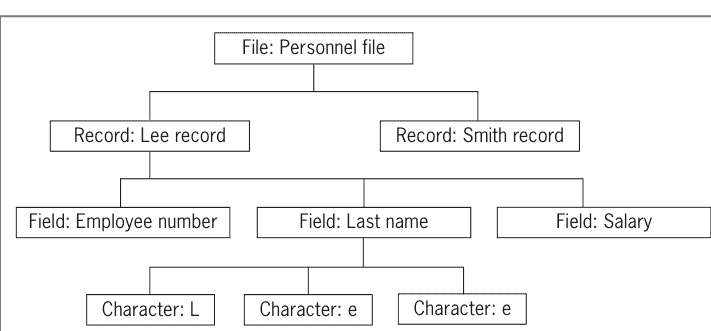 File: Personnel file
Record: Lee record
Record: Smith record
Field: Employee number
Field: Last name
Field: Salary
Character: L
Character: e
Character: e